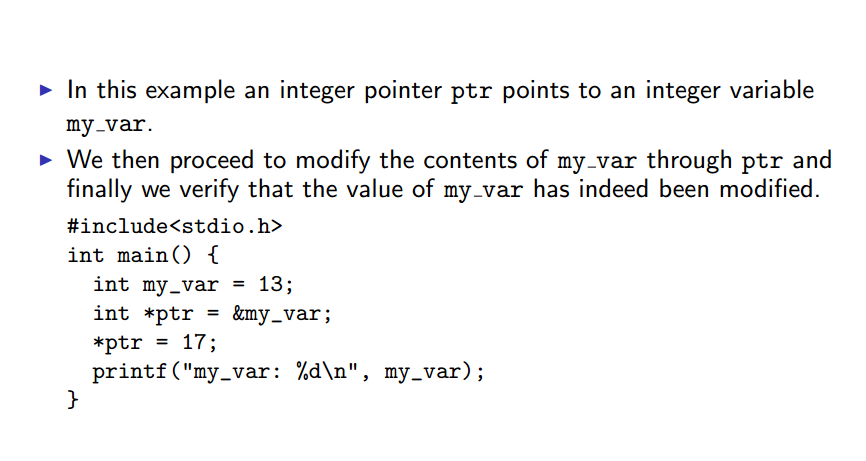 ▶ In this example an integer pointer ptr points to an integer variable
my_var.
▶ We then proceed to modify the contents of my_var through ptr and
finally we verify that the value of my_var has indeed been modified.
#include<stdio.h>
int main() {
  int my_var = 13;
  int *ptr = &my_var;
  *ptr = 17;
  printf("my_var: %d\n", my_var);
}